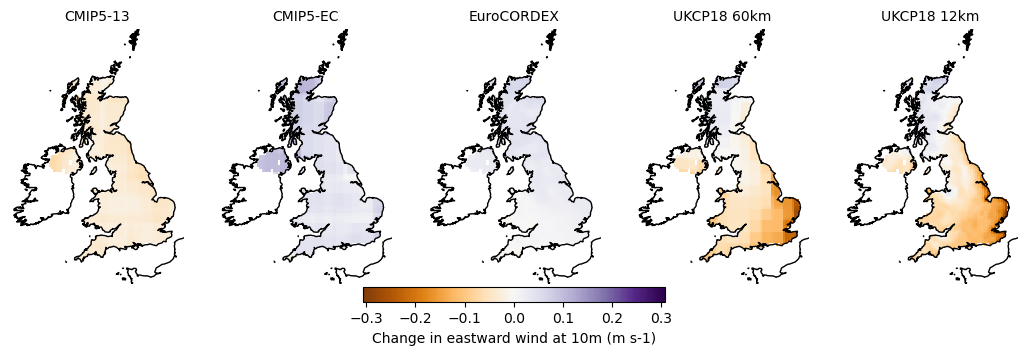 CMIP5-13 CMIP5-EC EuroCORDEX UKCP18 60km UKCP18 12km
−0.3 −0.2 −0.1 0.0 0.1 0.2 0.3
Change in eastward wind at 10m (m s-1)